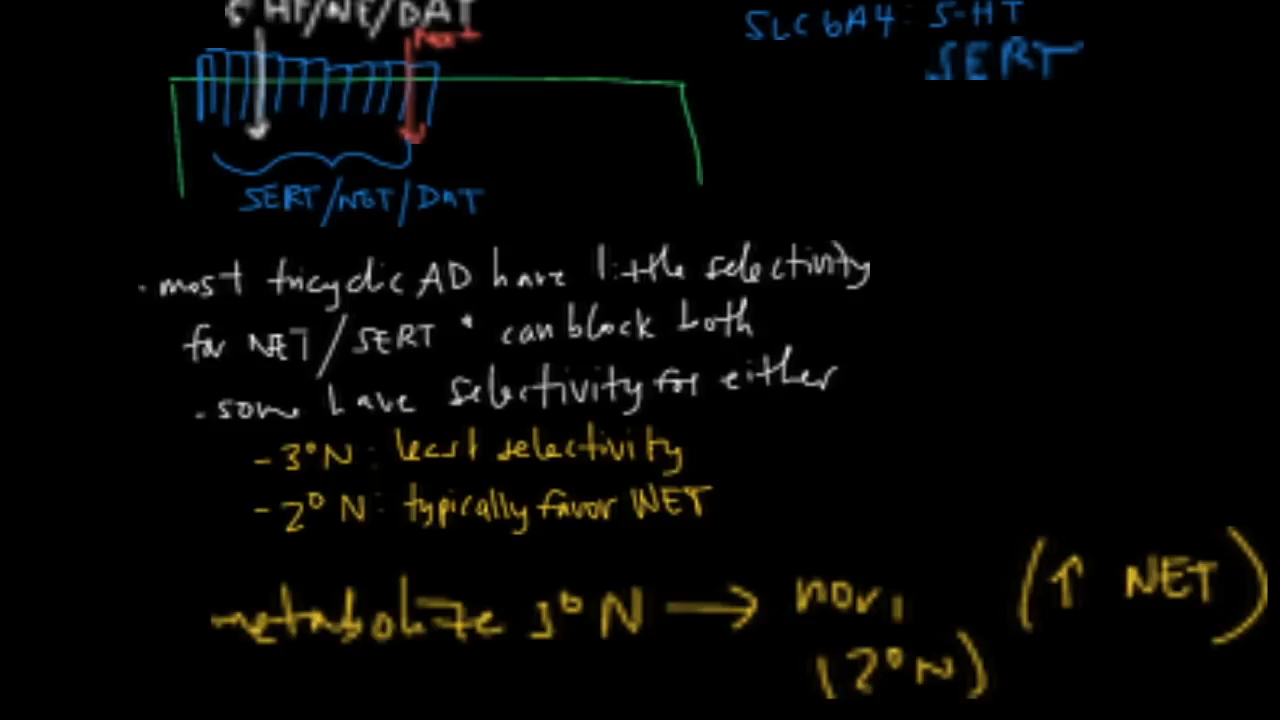 5 HT/NE/DAT
SLC6A4: 5-HT
SERT
Na+
SERT/NET/DAT
· most tricyclic AD have little selectivity
for NET/SERT * can block both
· some have selectivity for either
- 3° N: least selectivity
- 2° N: typically favor NET
metabolize 3° N → nor, (↑ NET)
(2° N)